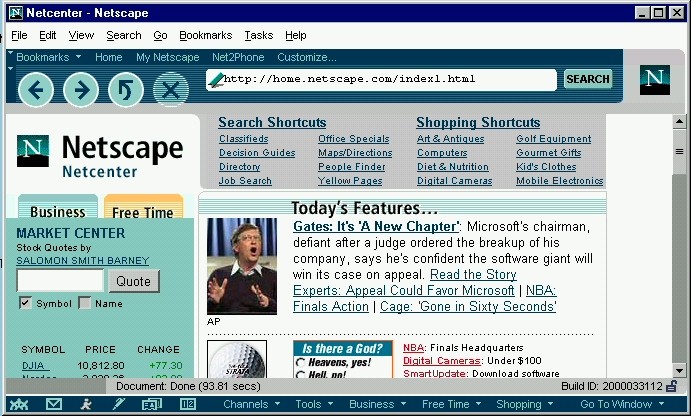 Netcenter - Netscape
File Edit View Search Go Bookmarks Tasks Help
Bookmarks Home My Netscape Net2Phone Customize...
http://home.netscape.com/index1.html SEARCH N
N Netscape
Netcenter
Search Shortcuts
Classifieds Office Specials
Decision Guides Maps/Directions
Directory People Finder
Job Search Yellow Pages
Shopping Shortcuts
Art & Antiques Golf Equipment
Computers Gourmet Gifts
Diet & Nutrition Kid's Clothes
Digital Cameras Mobile Electronics
Business Free Time
MARKET CENTER
Stock Quotes by
SALOMON SMITH BARNEY
Quote
Symbol Name
SYMBOL PRICE CHANGE
DJIA 10,812.80 +77.30
Today's Features...
Gates: It's 'A New Chapter': Microsoft's chairman,
defiant after a judge ordered the breakup of his
company, says he's confident the software giant will
win its case on appeal. Read the Story
Experts: Appeal Could Favor Microsoft | NBA:
Finals Action | Cage: 'Gone in Sixty Seconds'
AP
Is there a God?
Heavens, yes!
Hell, no!
NBA: Finals Headquarters
Digital Cameras: Under $100
SmartUpdate: Download software
Document: Done (93.81 secs) Build ID: 2000033112
Channels Tools Business Free Time Shopping Go To Window